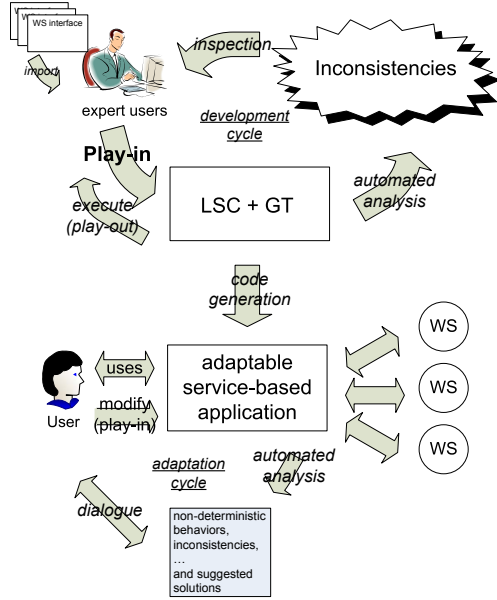 WS interface
import
expert users
inspection
Inconsistencies
development
cycle
Play-in
execute
(play-out)
LSC + GT
automated
analysis
code
generation
User
uses
modify
(play-in)
adaptable
service-based
application
WS
WS
WS
adaptation
cycle
automated
analysis
dialogue
non-deterministic
behaviors,
inconsistencies,
…
and suggested
solutions